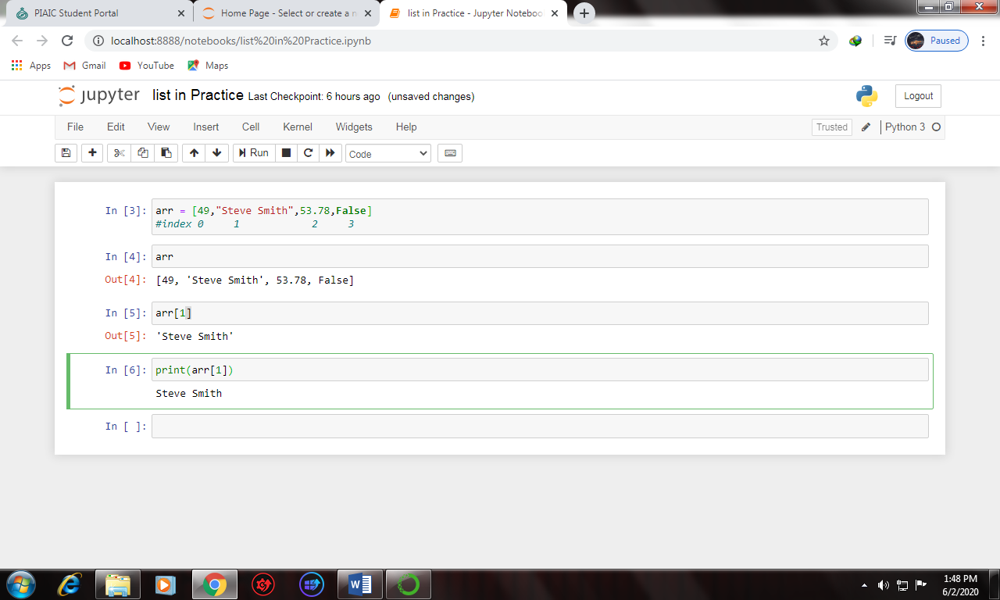 PIAIC Student Portal
Home Page - Select or create a n
list in Practice - Jupyter Noteboo
localhost:8888/notebooks/list%20in%20Practice.ipynb
Paused
Apps Gmail YouTube Maps
jupyter list in Practice Last Checkpoint: 6 hours ago (unsaved changes)
Logout
File Edit View Insert Cell Kernel Widgets Help
Trusted Python 3
Run Code
In [3]: arr = [49,"Steve Smith",53.78,False]
#index 0 1 2 3
In [4]: arr
Out[4]: [49, 'Steve Smith', 53.78, False]
In [5]: arr[1]
Out[5]: 'Steve Smith'
In [6]: print(arr[1])
Steve Smith
In [ ]:
1:48 PM
6/2/2020